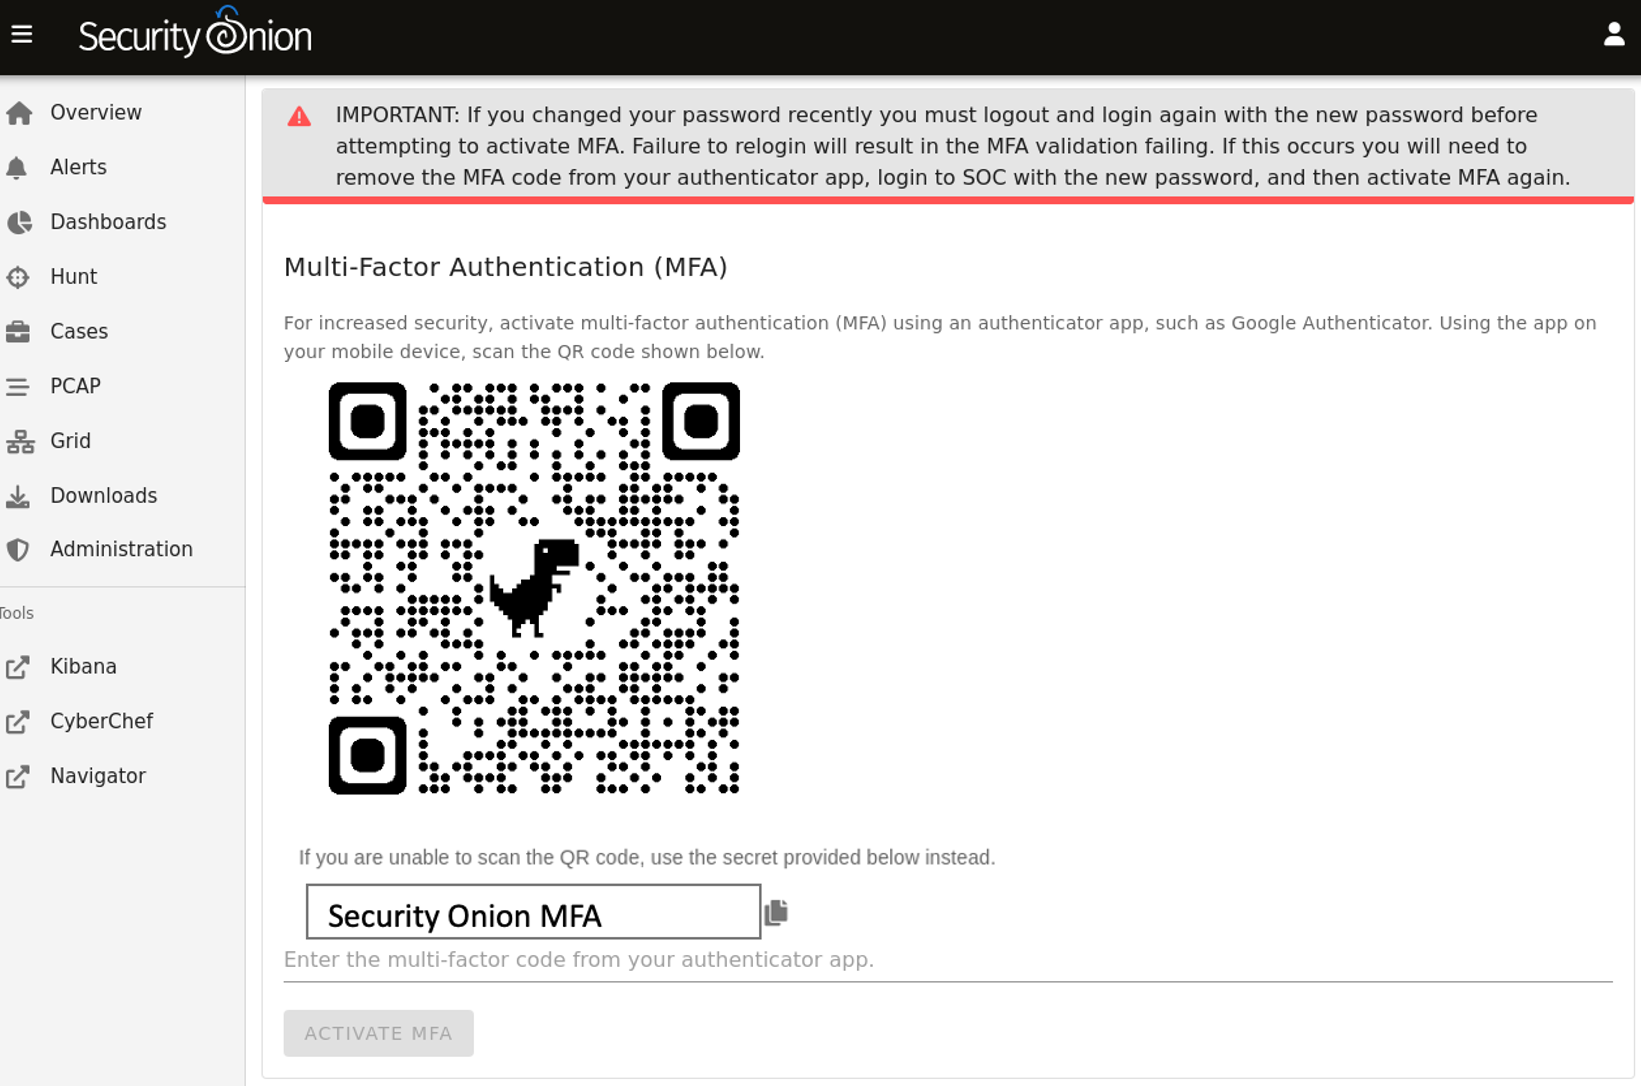 Security Onion
Overview
Alerts
Dashboards
Hunt
Cases
PCAP
Grid
Downloads
Administration
Tools
Kibana
CyberChef
Navigator
IMPORTANT: If you changed your password recently you must logout and login again with the new password before
attempting to activate MFA. Failure to relogin will result in the MFA validation failing. If this occurs you will need to
remove the MFA code from your authenticator app, login to SOC with the new password, and then activate MFA again.
Multi-Factor Authentication (MFA)
For increased security, activate multi-factor authentication (MFA) using an authenticator app, such as Google Authenticator. Using the app on
your mobile device, scan the QR code shown below.
If you are unable to scan the QR code, use the secret provided below instead.
Security Onion MFA
Enter the multi-factor code from your authenticator app.
ACTIVATE MFA